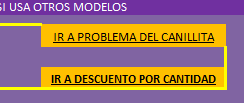 SI USA OTROS MODELOS
IR A PROBLEMA DEL CANILLITA
IR A DESCUENTO POR CANTIDAD